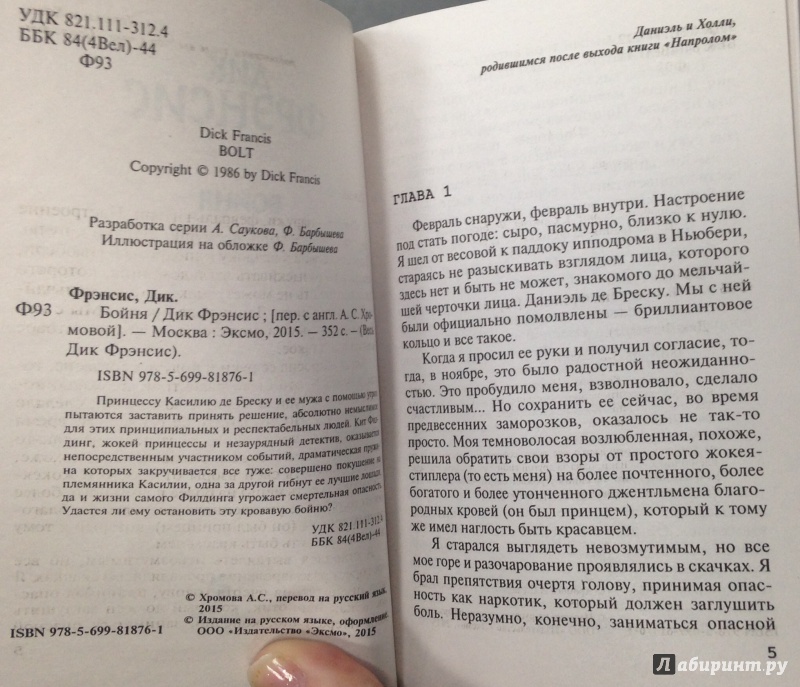 УДК 821.111-312.4
ББК 84(4Вел)-44
Ф93
Dick Francis
BOLT
Copyright © 1986 by Dick Francis
Разработка серии А. Саукова, Ф. Барбышева
Иллюстрация на обложке Ф. Барбышева
Фрэнсис, Дик.
Ф93 Бойня / Дик Фрэнсис ; [пер. с англ. А. С. Хро-
мовой]. — Москва : Эксмо, 2015. — 352 с. — (Весь
Дик Фрэнсис).
ISBN 978-5-699-81876-1
Принцессу Касилию де Бреску и ее мужа с помощью угроз
пытаются заставить принять решение, абсолютно немыслимое
для этих принципиальных и респектабельных людей. Кит Фил-
динг, жокей принцессы и незаурядный детектив, оказывается
непосредственным участником событий, драматическая пружина
на которых закручивается все туже: совершено покушение на
племянника Касилии, одна за другой гибнут ее лучшие лошади,
да и жизни самого Филдинга угрожает смертельная опасность.
Удастся ли ему остановить эту кровавую бойню?
УДК 821.111-312.4
ББК 84(4Вел)-44
© Хромова А.С., перевод на русский язык,
2015
© Издание на русском языке, оформление.
ООО «Издательство «Эксмо», 2015
ISBN 978-5-699-81876-1
Даниэль и Холли,
родившимся после выхода книги «Напролом»
ГЛАВА 1
Февраль снаружи, февраль внутри. Настроение
под стать погоде: сыро, пасмурно, близко к нулю.
Я шел от весовой к паддоку ипподрома в Ньюбери,
стараясь не разыскивать взглядом лица, которого
здесь нет и быть не может, знакомого до мельчай-
шей черточки лица. Даниэль де Бреску. Мы с ней
были официально помолвлены — бриллиантовое
кольцо и все такое.
Когда я просил ее руки и получил согласие, то-
гда, в ноябре, это было радостной неожиданно-
стью. Это пробудило меня, взволновало, сделало
счастливым... Но сохранить ее сейчас, во время
предвесенних заморозков, оказалось не так-то
просто. Моя темноволосая возлюбленная, похоже,
решила обратить свои взоры от простого жокея-
стиплера (то есть меня) на более почтенного, более
богатого и более утонченного джентльмена благо-
родных кровей (он был принцем), который к тому
же имел наглость быть красавцем.
Я старался выглядеть невозмутимым, но все
мое горе и разочарование проявлялись в скачках. Я
брал препятствия очертя голову, принимая опас-
ность как наркотик, который должен заглушить
боль. Неразумно, конечно, заниматься опасной
5
Лабиринт.ру